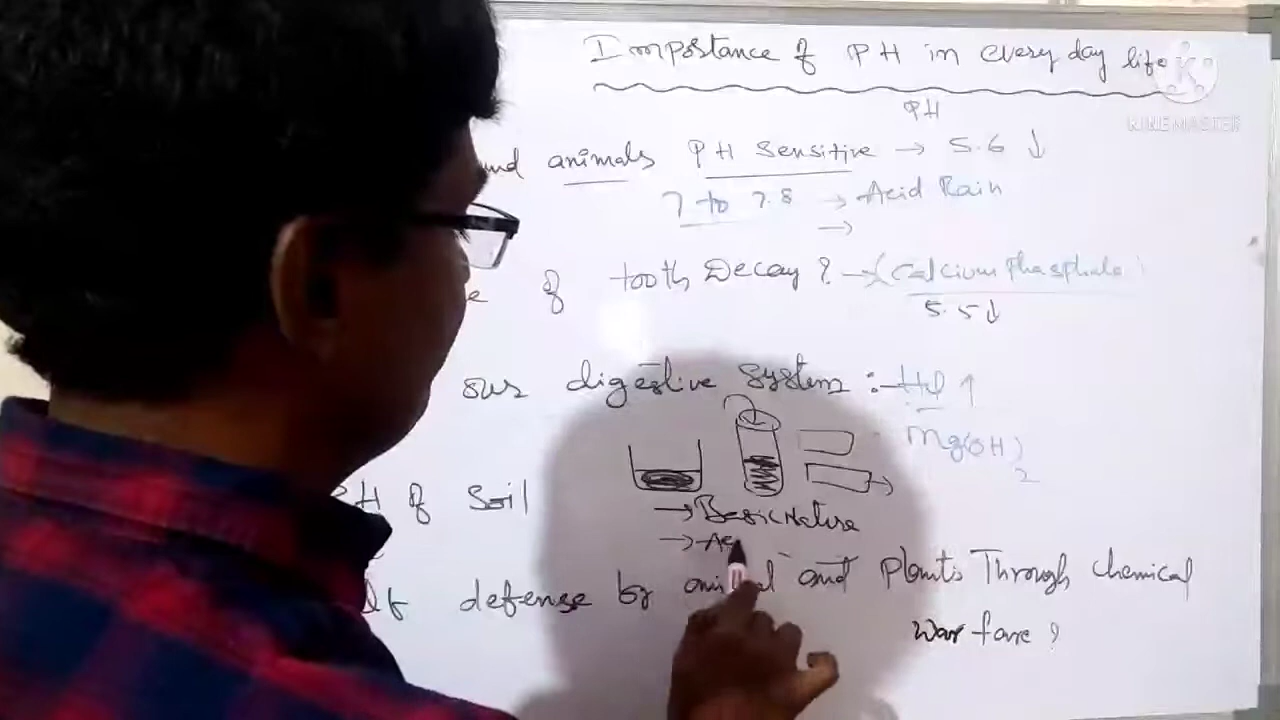 Importance of PH in every day life
KINEMASTER
PH
and animals PH Sensitive → 5.6 ↓
7 to 7.8 → Acid Rain
→
of tooth Decay? → Calcium Phosphate
5.5↓
our digestive system :- Hcl ↑
Mg(OH)2
PH of Soil
→ Basic Nature
→ Ac
defense by animal and Plants Through chemical
war fare?